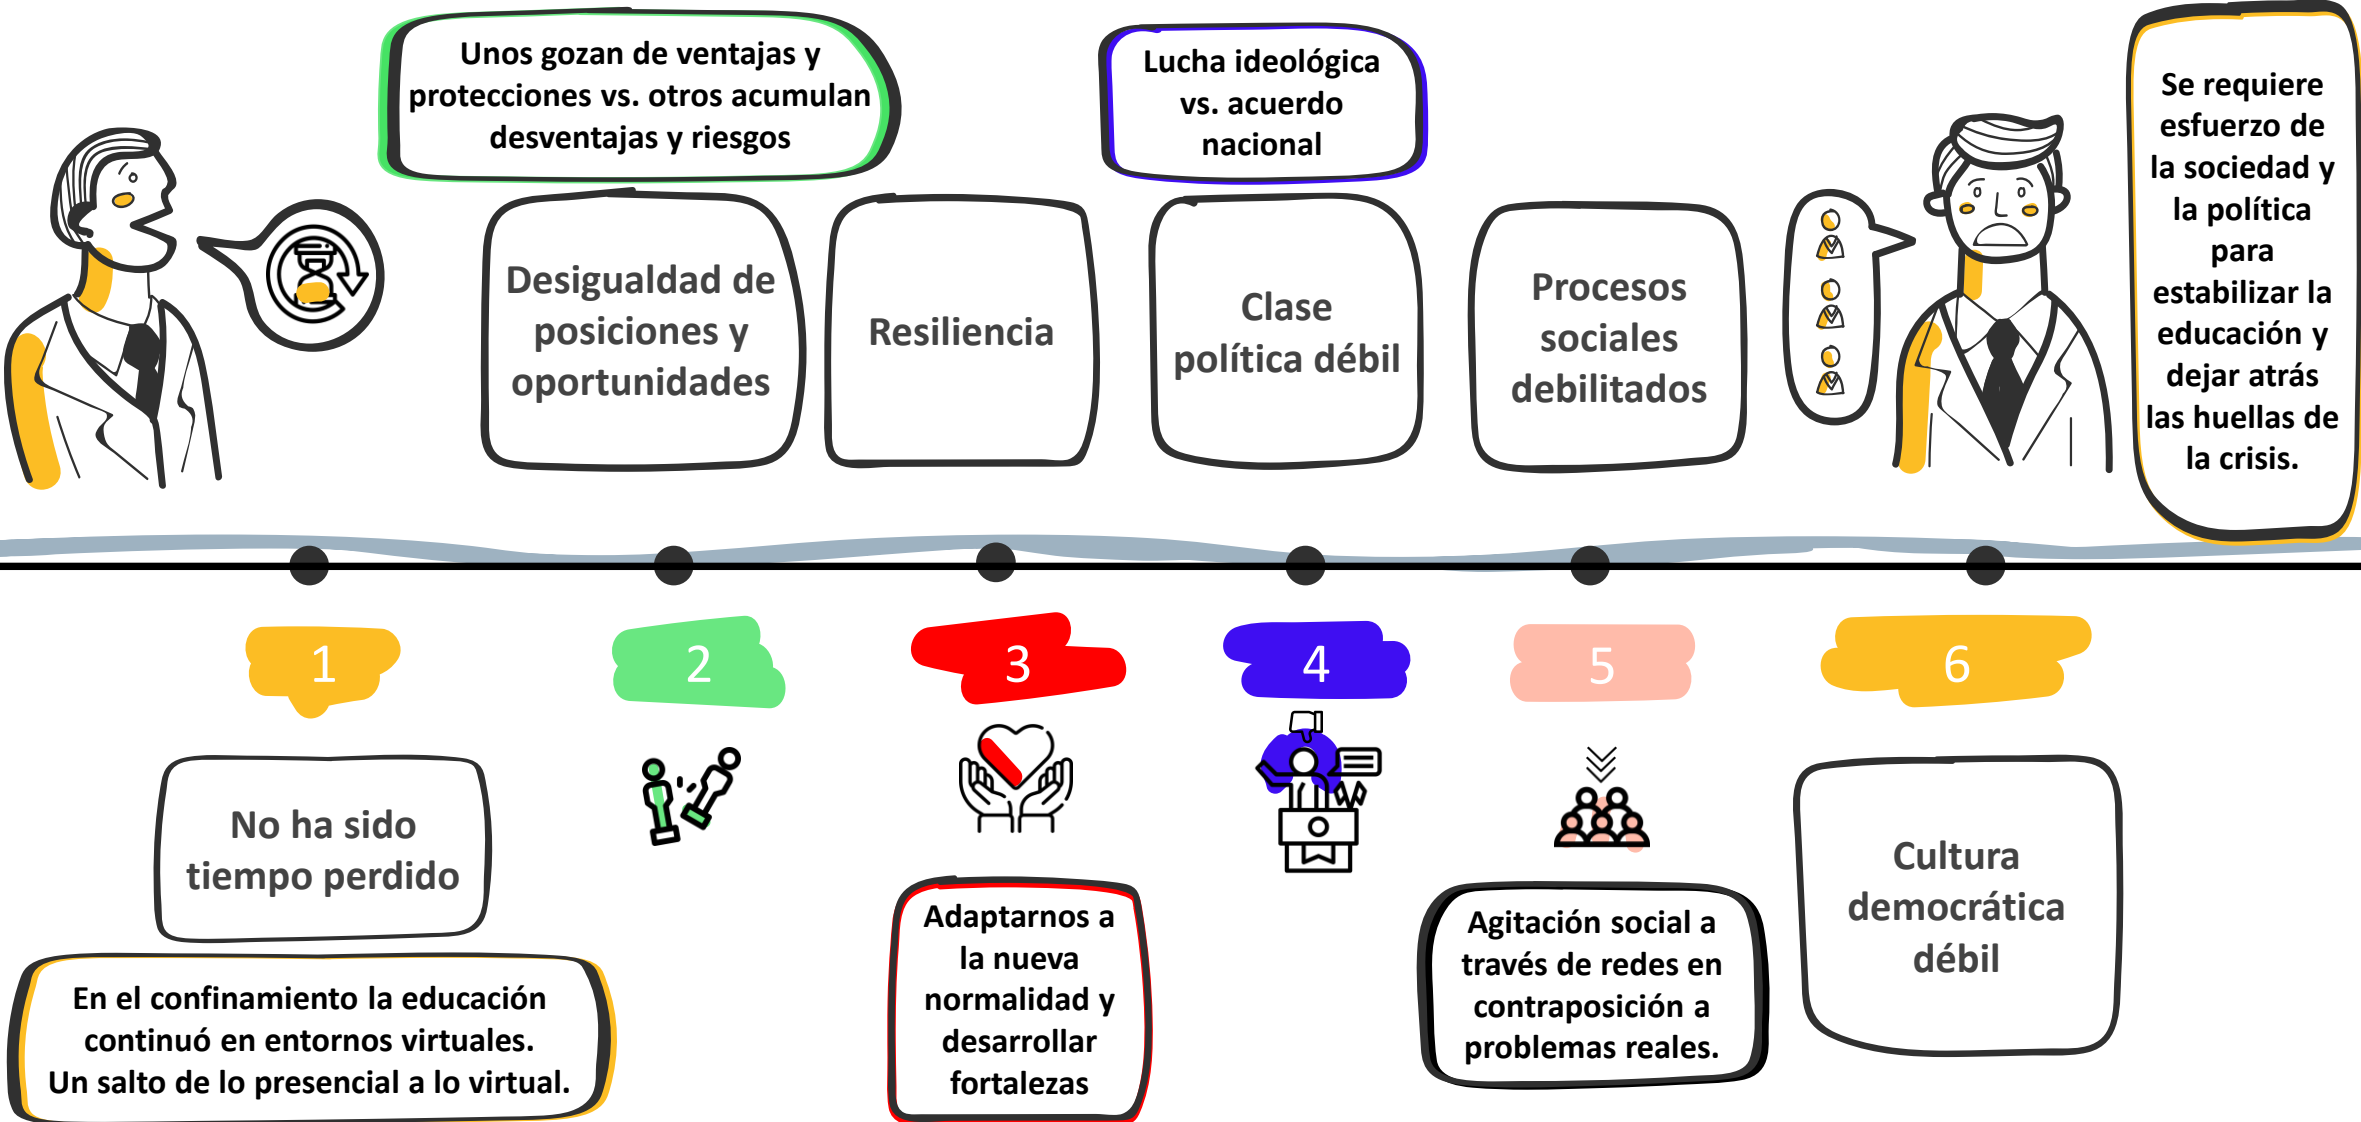 Unos gozan de ventajas y
protecciones vs. otros acumulan
desventajas y riesgos
Lucha ideológica
vs. acuerdo
nacional
Se requiere
esfuerzo de
la sociedad y
la política
para
estabilizar la
educación y
dejar atrás
las huellas de
la crisis.
Desigualdad de
posiciones y
oportunidades
Resiliencia
Clase
política débil
Procesos
sociales
debilitados
1
2
3
4
5
6
No ha sido
tiempo perdido
En el confinamiento la educación
continuó en entornos virtuales.
Un salto de lo presencial a lo virtual.
Adaptarnos a
la nueva
normalidad y
desarrollar
fortalezas
Agitación social a
través de redes en
contraposición a
problemas reales.
Cultura
democrática
débil